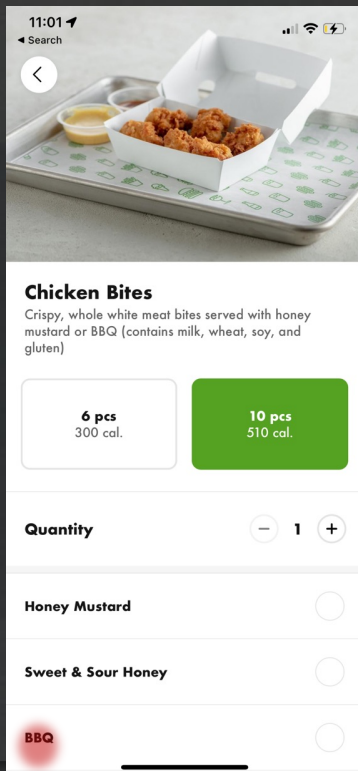 11:01
Search
Chicken Bites
Crispy, whole white meat bites served with honey
mustard or BBQ (contains milk, wheat, soy, and
gluten)
6 pcs
300 cal.
10 pcs
510 cal.
Quantity
1
Honey Mustard
Sweet & Sour Honey
BBQ